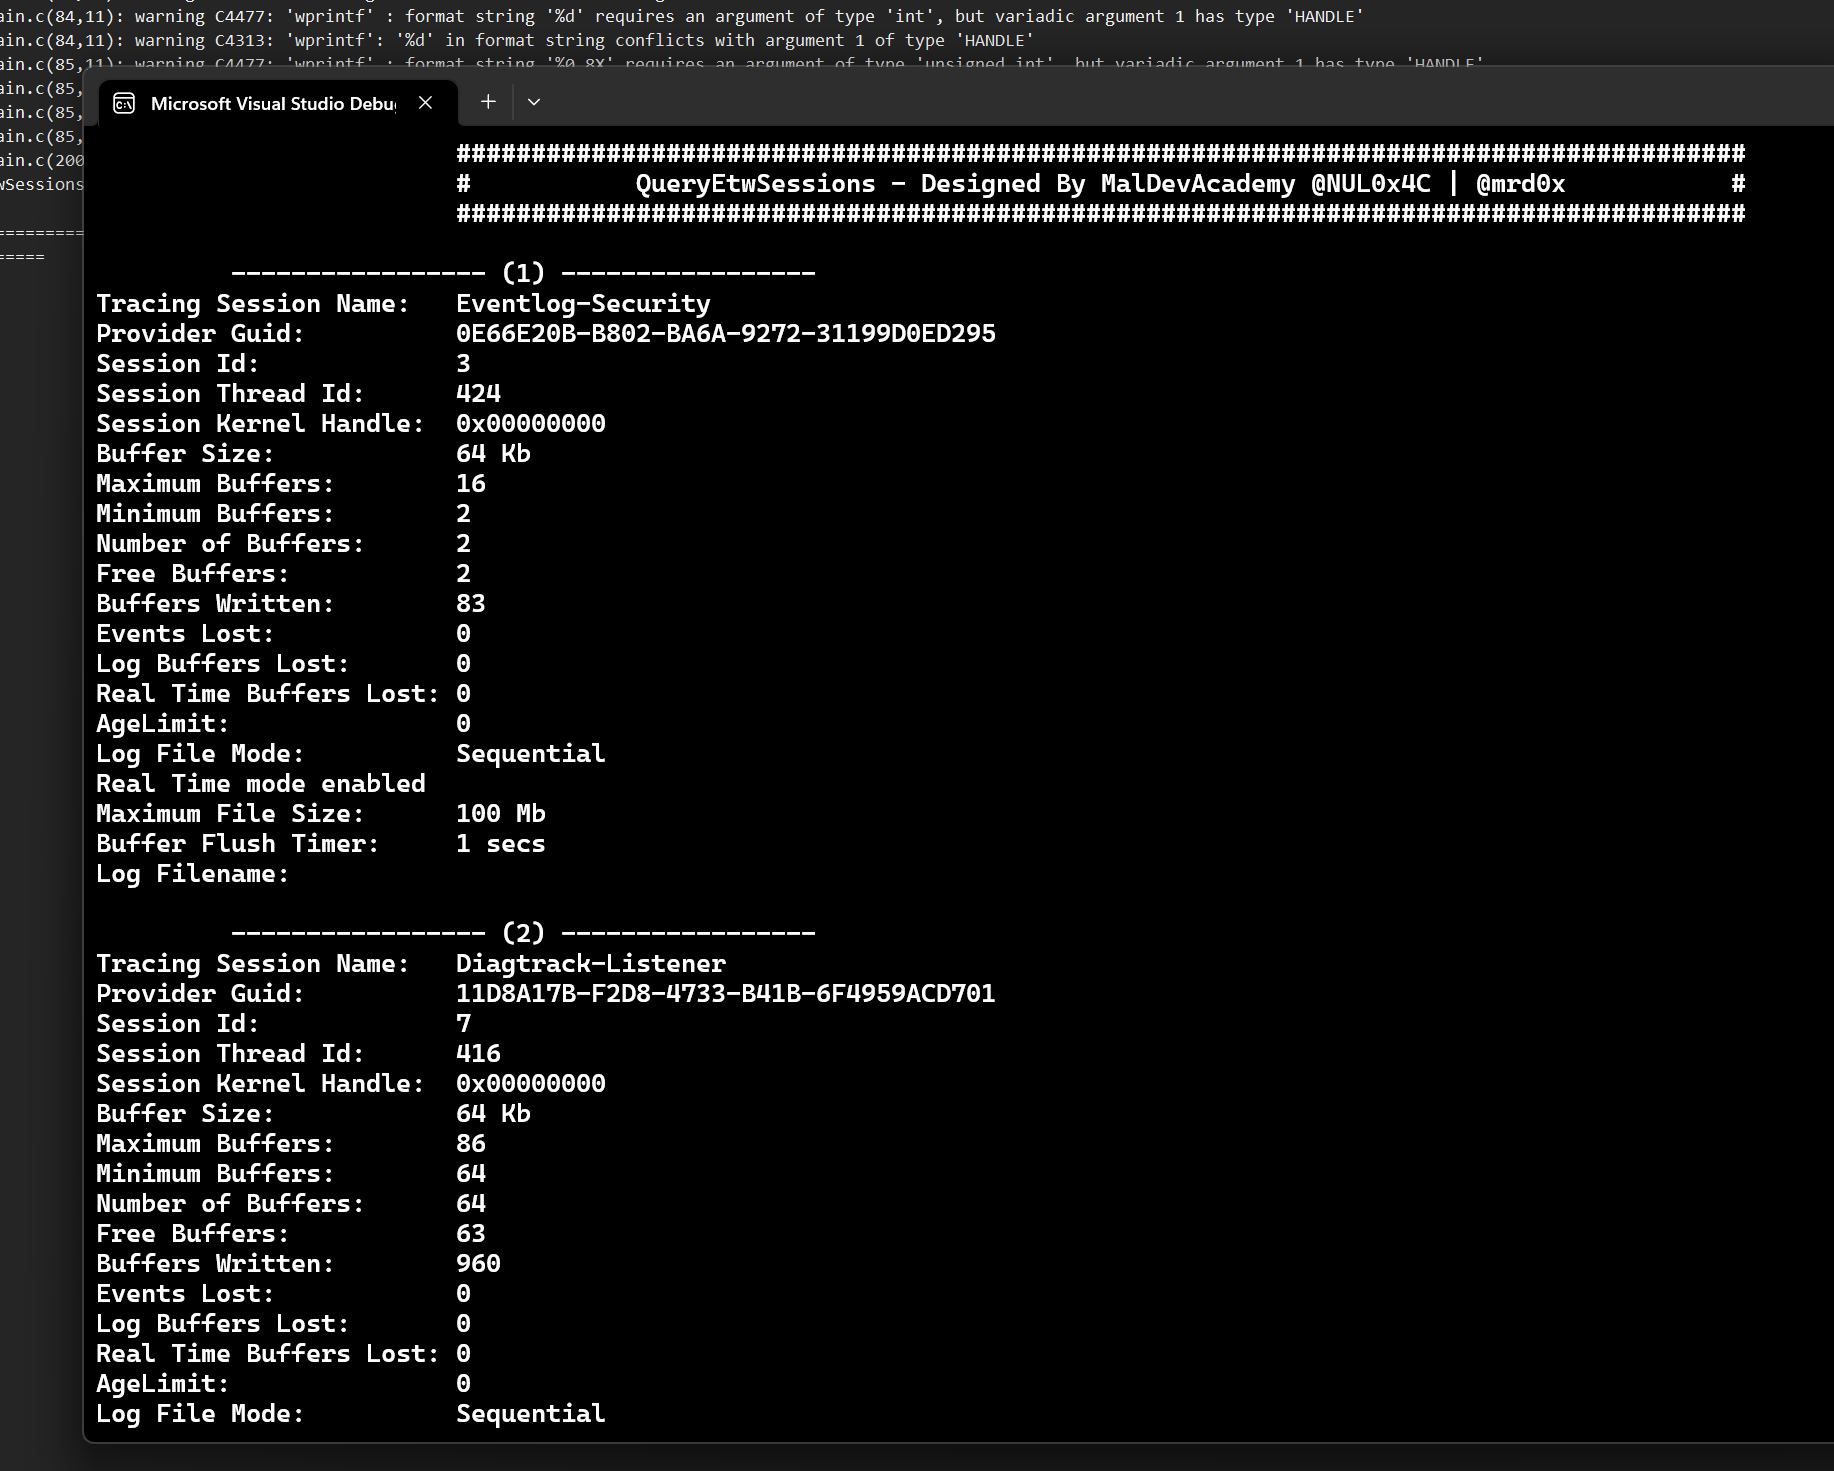 ain.c(84,11): warning C4477: 'wprintf' : format string '%d' requires an argument of type 'int', but variadic argument 1 has type 'HANDLE'
ain.c(84,11): warning C4313: 'wprintf': '%d' in format string conflicts with argument 1 of type 'HANDLE'
ain.c(85,11): warning C4477: 'wprintf' : format string '%0.8X' requires an argument of type 'unsigned int', but variadic argument 1 has type 'HANDLE'
ain.c(85,
ain.c(85,
ain.c(85,
ain.c(200
wSessions
=========
=====
Microsoft Visual Studio Debu
######################################################################################
# QueryEtwSessions - Designed By MalDevAcademy @NUL0x4C | @mrd0x #
######################################################################################
----------------- (1) -----------------
Tracing Session Name: Eventlog-Security
Provider Guid: 0E66E20B-B802-BA6A-9272-31199D0ED295
Session Id: 3
Session Thread Id: 424
Session Kernel Handle: 0x00000000
Buffer Size: 64 Kb
Maximum Buffers: 16
Minimum Buffers: 2
Number of Buffers: 2
Free Buffers: 2
Buffers Written: 83
Events Lost: 0
Log Buffers Lost: 0
Real Time Buffers Lost: 0
AgeLimit: 0
Log File Mode: Sequential
Real Time mode enabled
Maximum File Size: 100 Mb
Buffer Flush Timer: 1 secs
Log Filename:
----------------- (2) -----------------
Tracing Session Name: Diagtrack-Listener
Provider Guid: 11D8A17B-F2D8-4733-B41B-6F4959ACD701
Session Id: 7
Session Thread Id: 416
Session Kernel Handle: 0x00000000
Buffer Size: 64 Kb
Maximum Buffers: 86
Minimum Buffers: 64
Number of Buffers: 64
Free Buffers: 63
Buffers Written: 960
Events Lost: 0
Log Buffers Lost: 0
Real Time Buffers Lost: 0
AgeLimit: 0
Log File Mode: Sequential